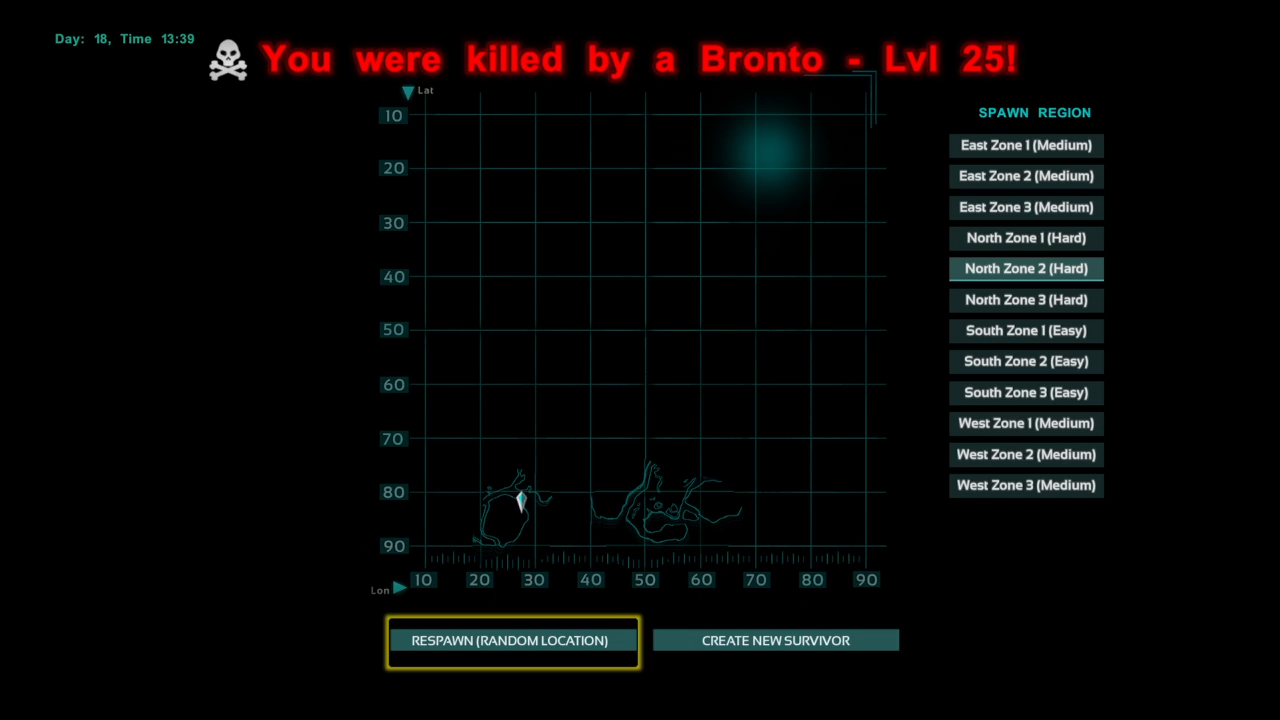 Day: 18, Time 13:39
You were killed by a Bronto - Lvl 25!
Lat
10
20
30
40
50
60
70
80
90
Lon
10 20 30 40 50 60 70 80 90
SPAWN REGION
East Zone 1 (Medium)
East Zone 2 (Medium)
East Zone 3 (Medium)
North Zone 1 (Hard)
North Zone 2 (Hard)
North Zone 3 (Hard)
South Zone 1 (Easy)
South Zone 2 (Easy)
South Zone 3 (Easy)
West Zone 1 (Medium)
West Zone 2 (Medium)
West Zone 3 (Medium)
RESPAWN (RANDOM LOCATION)
CREATE NEW SURVIVOR